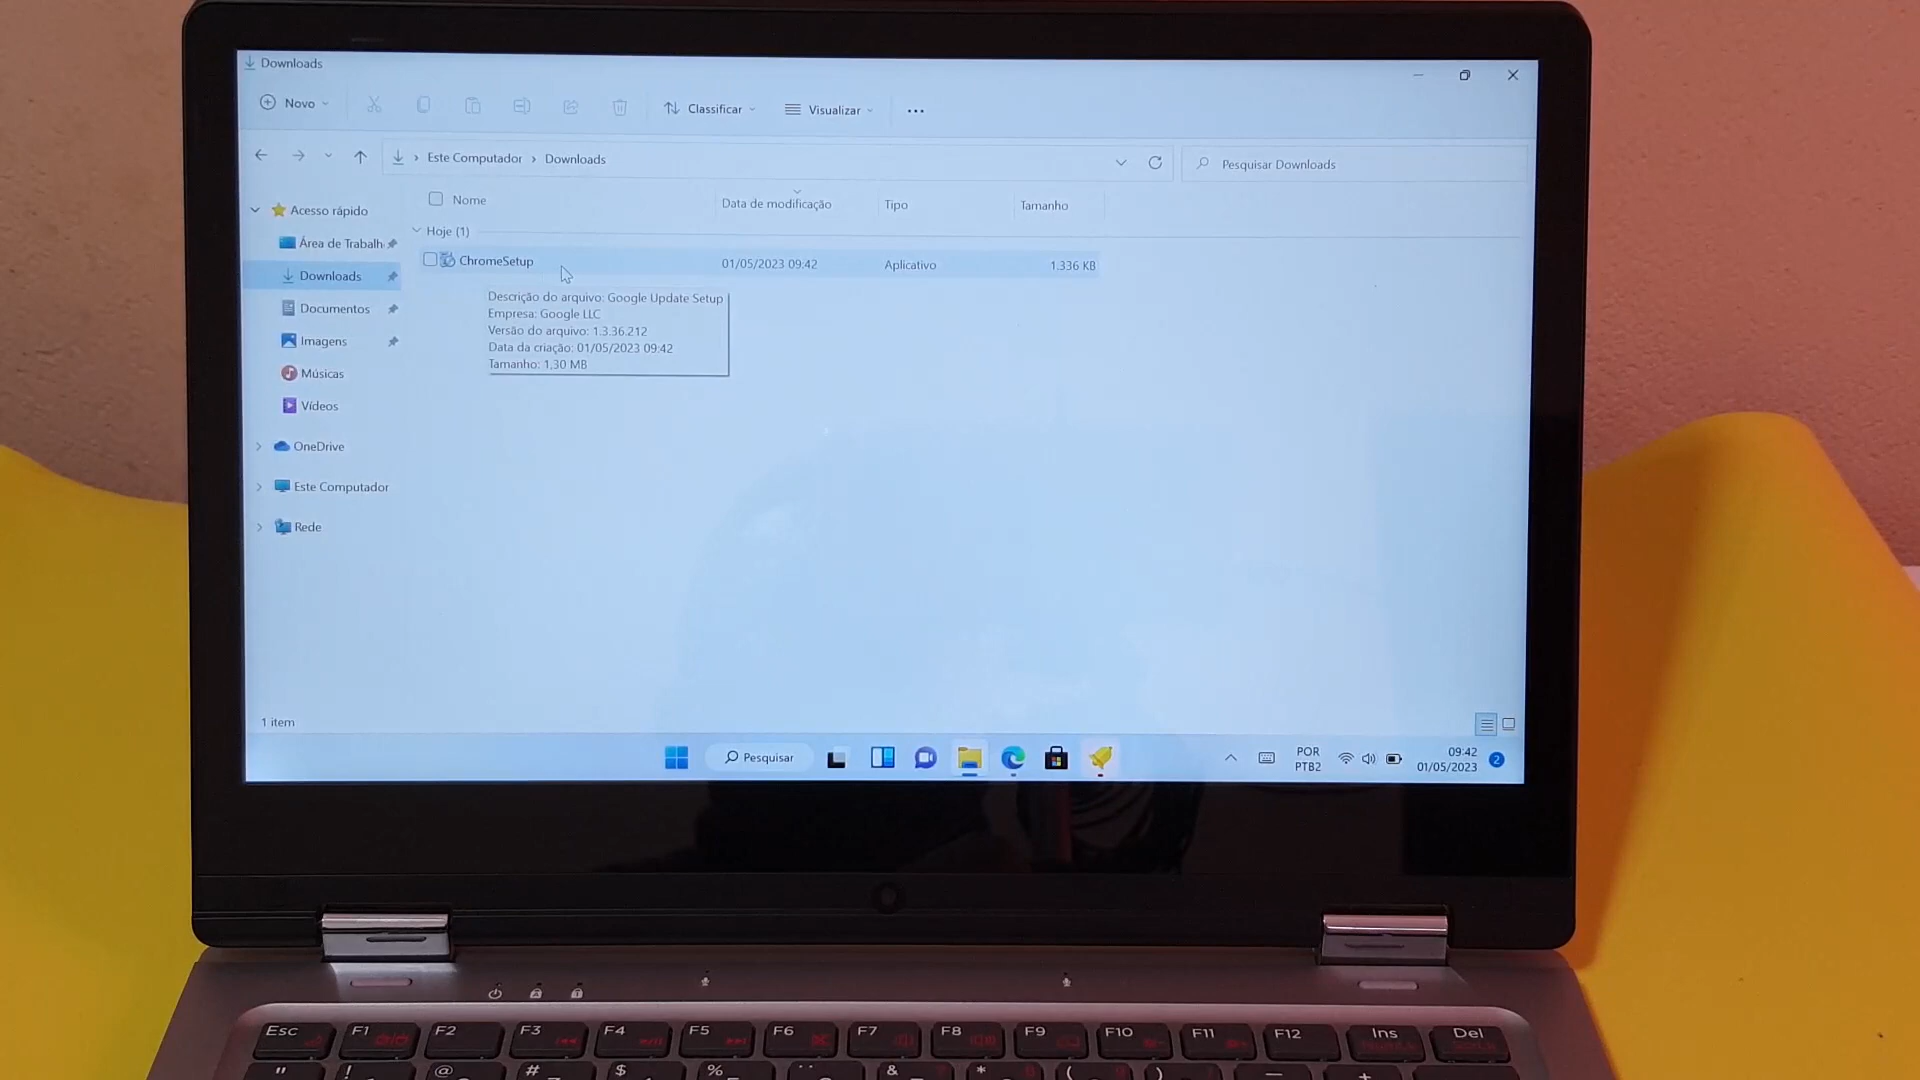 Downloads
Novo
Classificar
Visualizar
Este Computador > Downloads
Pesquisar Downloads
Nome
Data de modificação
Tipo
Tamanho
Acesso rápido
Hoje (1)
Área de Trabalh
ChromeSetup
01/05/2023 09:42
Aplicativo
1.336 KB
Downloads
Descrição do arquivo: Google Update Setup
Empresa: Google LLC
Versão do arquivo: 1.3.36.212
Data da criação: 01/05/2023 09:42
Tamanho: 1,30 MB
Documentos
Imagens
Músicas
Vídeos
OneDrive
Este Computador
Rede
1 item
Pesquisar
POR
PTB2
09:42
01/05/2023
2
Esc
F1
F2
F3
F4
F5
F6
F7
F8
F9
F10
F11
F12
Ins
Del
" ! @ # $ % & * ( ) +